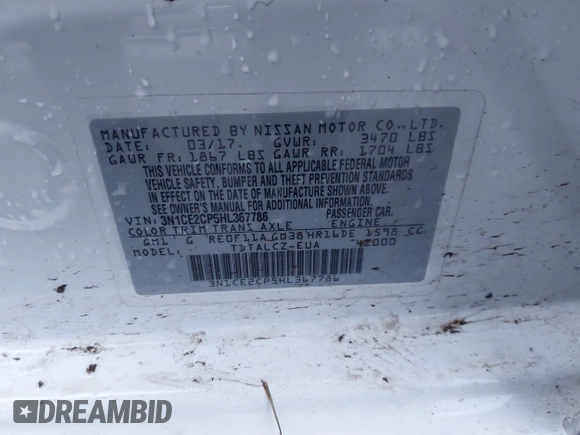 MANUFACTURED BY NISSAN MOTOR CO., LTD.
DATE: 03/17. GVWR: 3470 LBS
GAWR FR: 1867 LBS GAWR RR: 1704 LBS
THIS VEHICLE CONFORMS TO ALL APPLICABLE FEDERAL MOTOR
VEHICLE SAFETY, BUMPER AND THEFT PREVENTION STANDARDS
IN EFFECT ON THE DATE OF MANUFACTURE SHOWN ABOVE.
SEE OWNER'S MANUAL FOR ADDITIONAL INFORMATION.
VIN: 3N1CE2CP5HL367786 PASSENGER CAR.
COLOR TRIM TRANS AXLE ENGINE
QM1 G RE0F11A GW38 HR16DE 1598 CC
MODEL: TDTALCZ-EUA 42000
3N1CE2CP5HL367786
DREAMBID